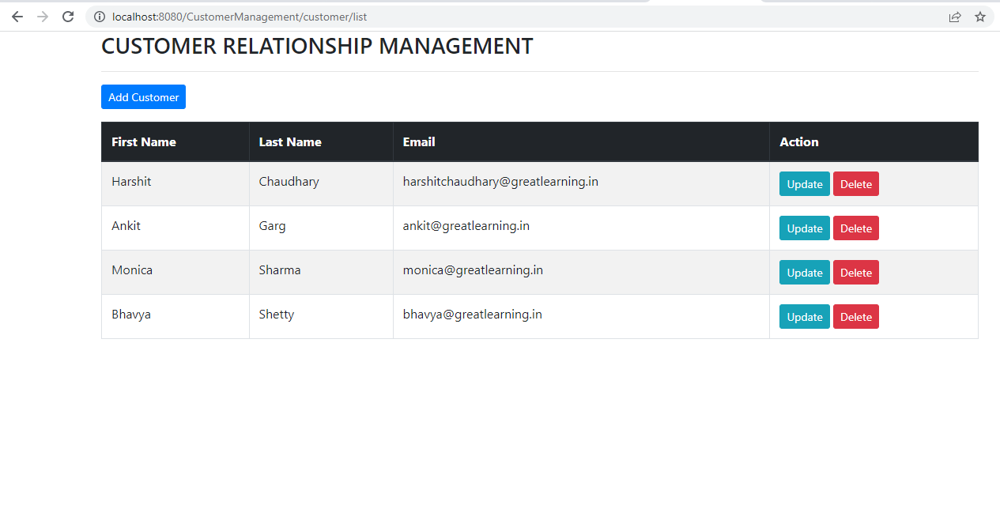 localhost:8080/CustomerManagement/customer/list
CUSTOMER RELATIONSHIP MANAGEMENT
Add Customer
First Name Last Name Email Action
Harshit Chaudhary harshitchaudhary@greatlearning.in Update Delete
Ankit Garg ankit@greatlearning.in Update Delete
Monica Sharma monica@greatlearning.in Update Delete
Bhavya Shetty bhavya@greatlearning.in Update Delete